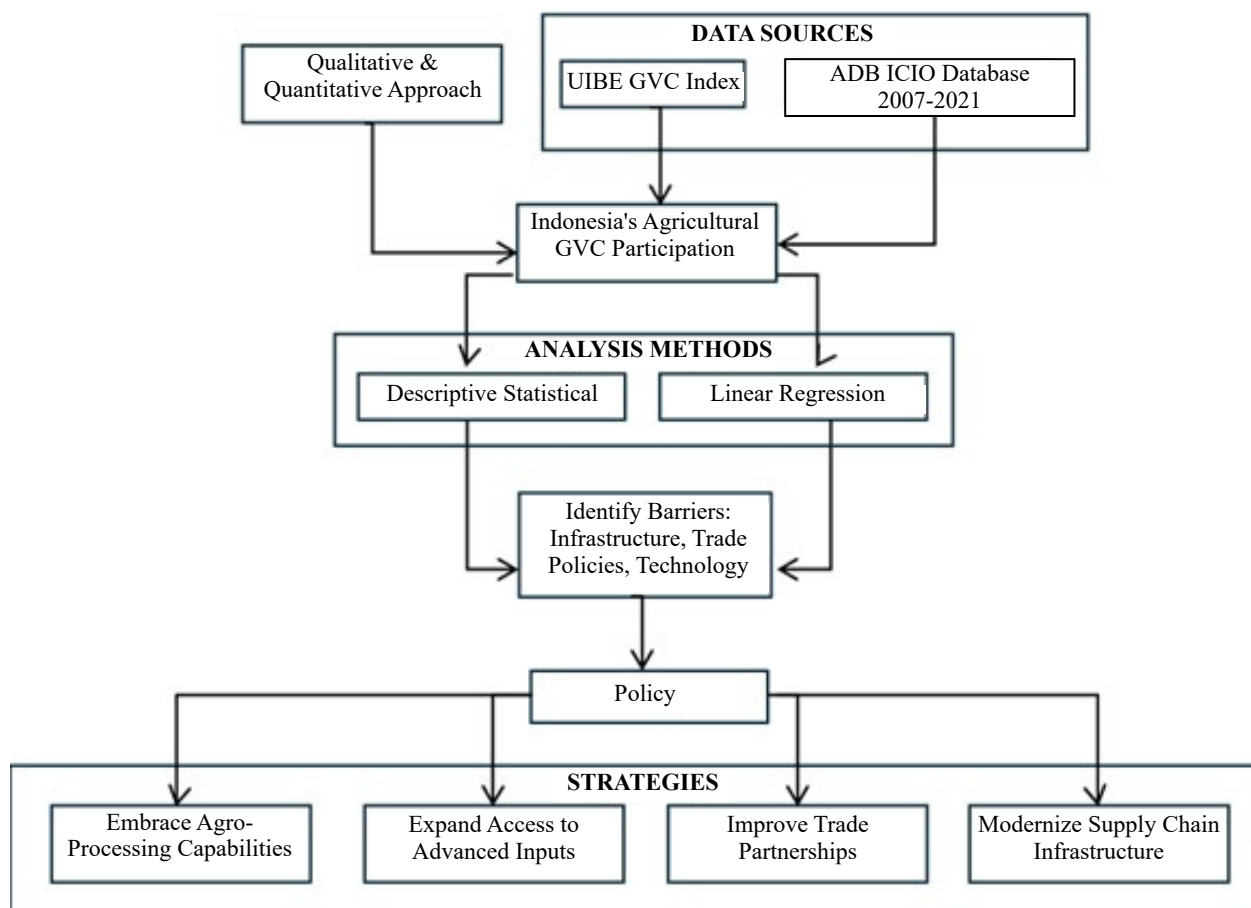 DATA SOURCES
Qualitative &
Quantitative Approach
UIBE GVC Index
ADB ICIO Database
2007-2021
Indonesia's Agricultural
GVC Participation
ANALYSIS METHODS
Descriptive Statistical
Linear Regression
Identify Barriers:
Infrastructure, Trade
Policies, Technology
Policy
STRATEGIES
Embrace Agro-
Processing Capabilities
Expand Access to
Advanced Inputs
Improve Trade
Partnerships
Modernize Supply Chain
Infrastructure